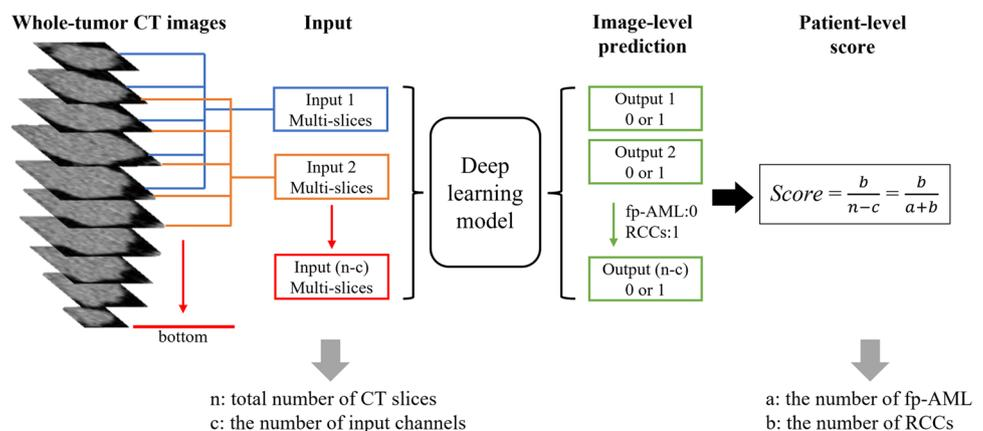 Whole-tumor CT images
Input
Image-level
prediction
Patient-level
score
Input 1
Multi-slices
Input 2
Multi-slices
Input (n-c)
Multi-slices
bottom
Deep
learning
model
Output 1
0 or 1
Output 2
0 or 1
fp-AML:0
RCCs:1
Output (n-c)
0 or 1
Score = b/n−c = b/a+b
n: total number of CT slices
c: the number of input channels
a: the number of fp-AML
b: the number of RCCs